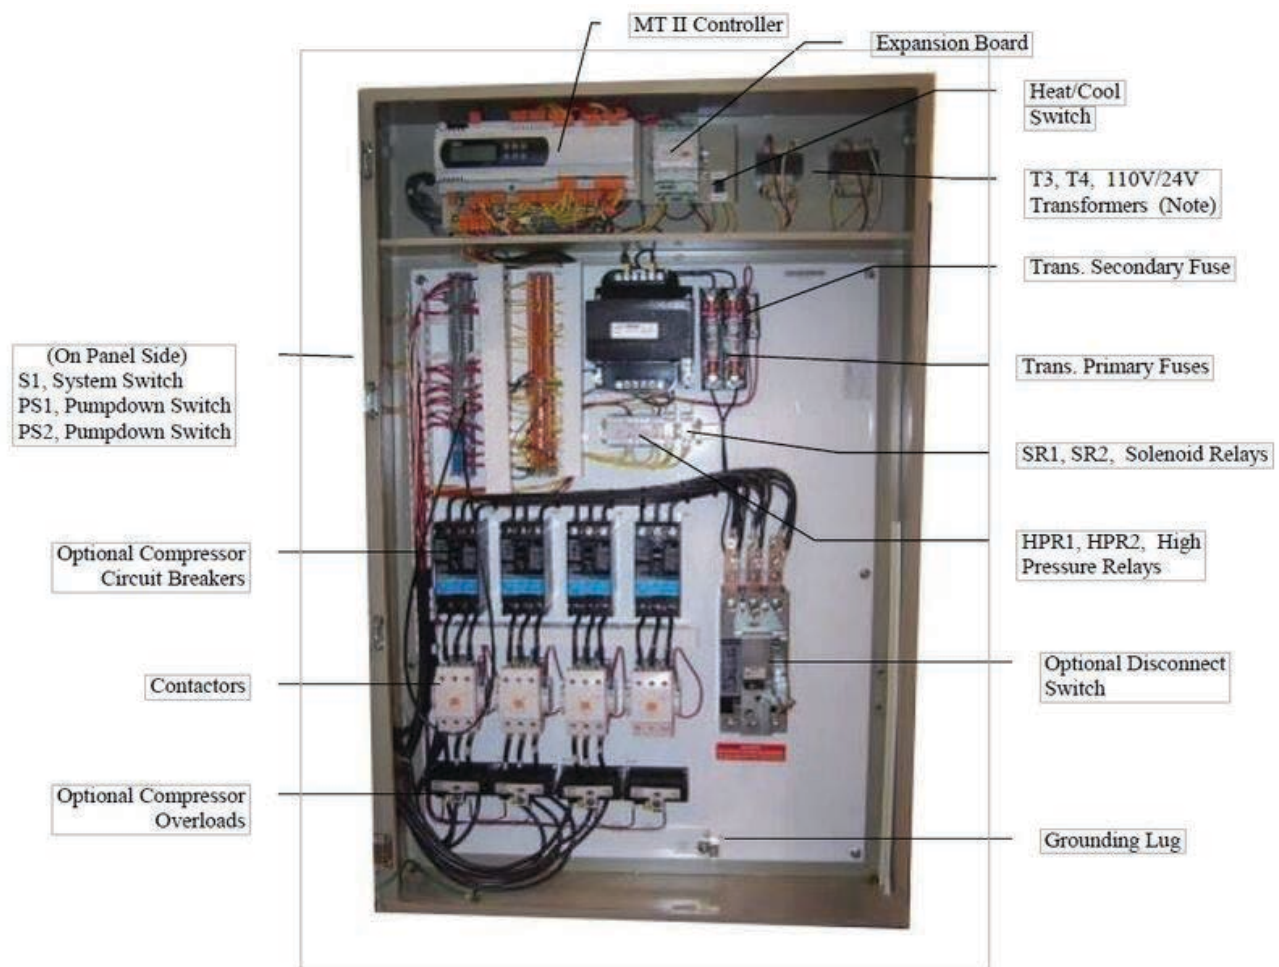 MT II Controller
Expansion Board
Heat/Cool
Switch
T3, T4, 110V/24V
Transformers (Note)
Trans. Secondary Fuse
(On Panel Side)
S1, System Switch
PS1, Pumpdown Switch
PS2, Pumpdown Switch
Trans. Primary Fuses
SR1, SR2, Solenoid Relays
Optional Compressor
Circuit Breakers
HPR1, HPR2, High
Pressure Relays
Contactors
Optional Disconnect
Switch
Optional Compressor
Overloads
Grounding Lug